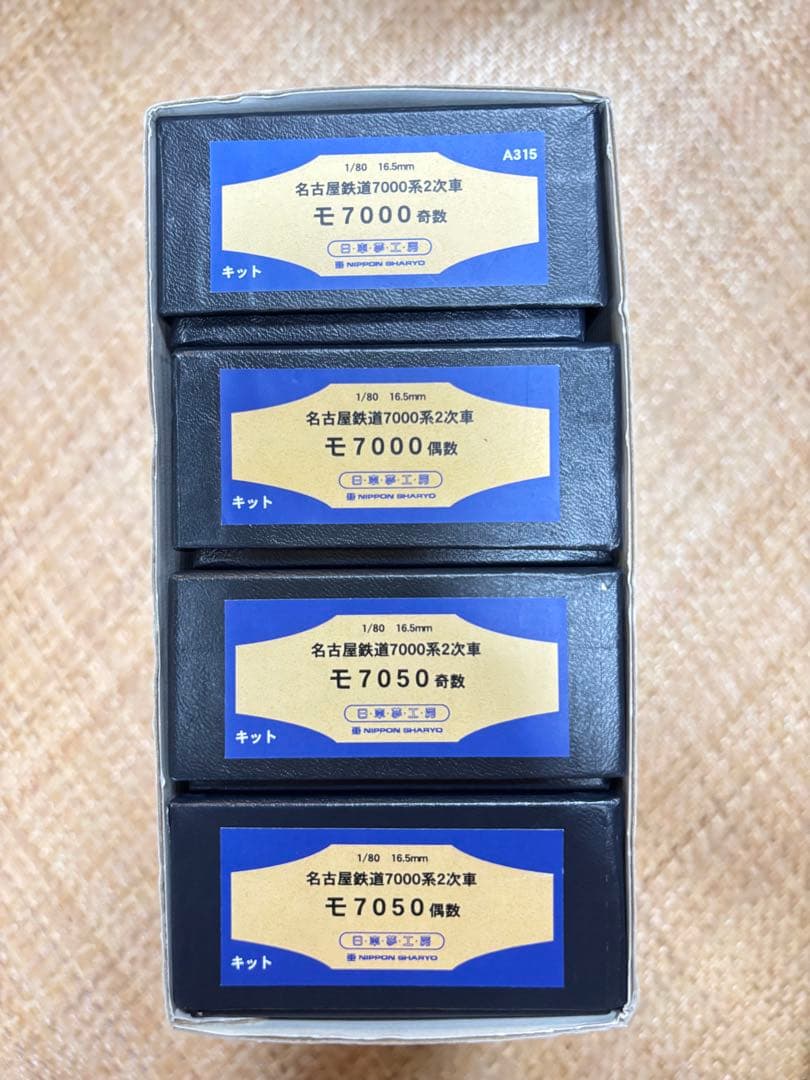 A315
1/80 16.5mm
名古屋鉄道7000系2次車
モ7000奇数
日・車・夢・工・房
NIPPON SHARYO
キット
1/80 16.5mm
名古屋鉄道7000系2次車
モ7000偶数
日・車・夢・工・房
NIPPON SHARYO
キット
1/80 16.5mm
名古屋鉄道7000系2次車
モ7050奇数
日・車・夢・工・房
NIPPON SHARYO
キット
1/80 16.5mm
名古屋鉄道7000系2次車
モ7050偶数
日・車・夢・工・房
NIPPON SHARYO
キット